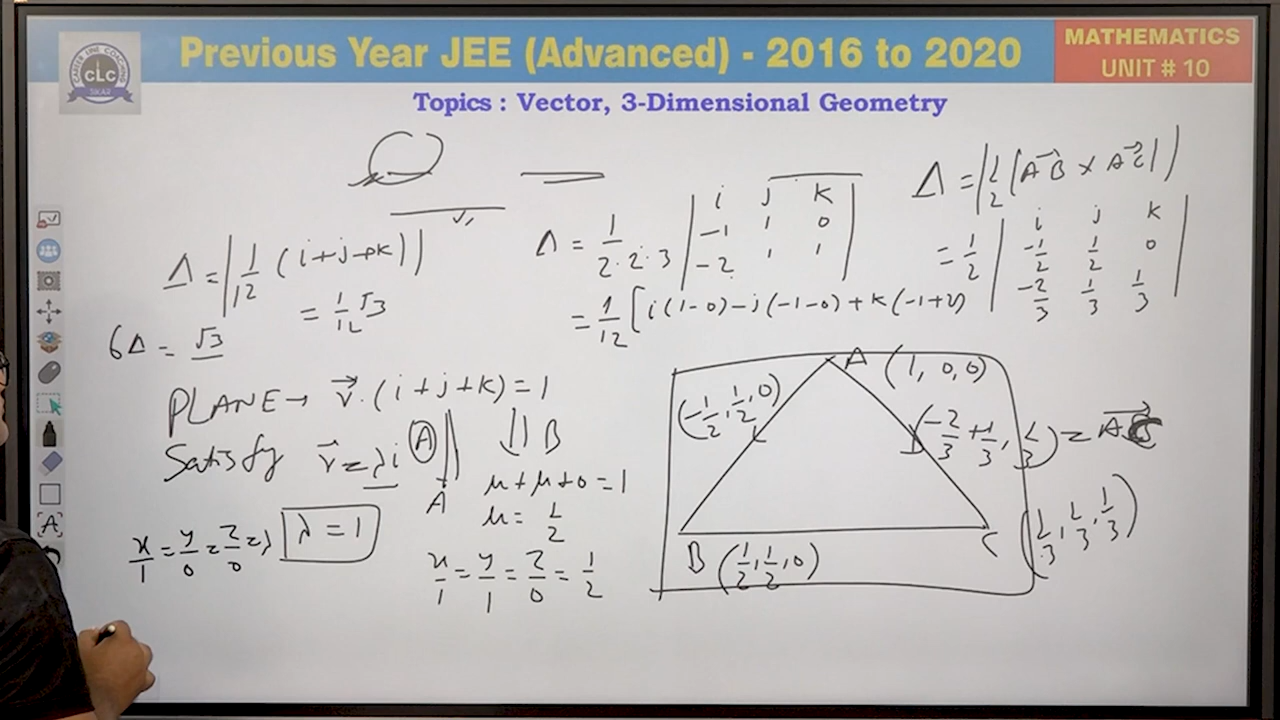 Previous Year JEE (Advanced) - 2016 to 2020
MATHEMATICS
UNIT # 10
CAREER LINE COACHING
CLC
SIKAR
Topics : Vector, 3-Dimensional Geometry
Δ = |1/2 (AB × AC)|
= 1/2 | i j k
-1/2 1/2 0
-2/3 1/3 1/3 |
Δ = 1/2·2·3 | i j k
-1 1 0
-2 1 1 |
= 1/12 [i(1-0) - j(-1-0) + k(-1+2)
Δ = |1/12 (i+j+k)|
= 1/12 √3
6Δ = √3
PLANE → r⃗ · (i+j+k) = 1
Satisfy r⃗ = λi (A)
A
λ = 1
x/1 = y/0 = z/0 = λ
B
μ + μ + 0 = 1
μ = 1/2
x/1 = y/1 = z/0 = 1/2
A (1, 0, 0)
(-1/2, 1/2, 0)
(-2/3, +1/3, 1/3) = AC
B (1/2, 1/2, 0)
C (1/3, 1/3, 1/3)